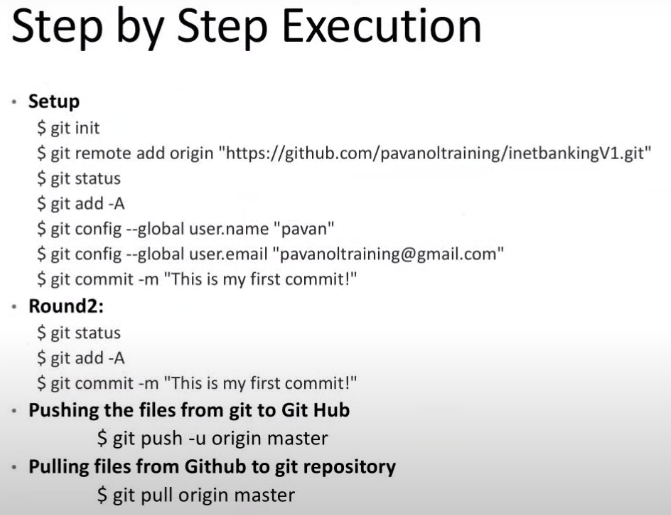 Step by Step Execution
• Setup
$ git init
$ git remote add origin "https://github.com/pavanoltraining/inetbankingV1.git"
$ git status
$ git add -A
$ git config --global user.name "pavan"
$ git config --global user.email "pavanoltraining@gmail.com"
$ git commit -m "This is my first commit!"
• Round2:
$ git status
$ git add -A
$ git commit -m "This is my first commit!"
• Pushing the files from git to Git Hub
$ git push -u origin master
• Pulling files from Github to git repository
$ git pull origin master